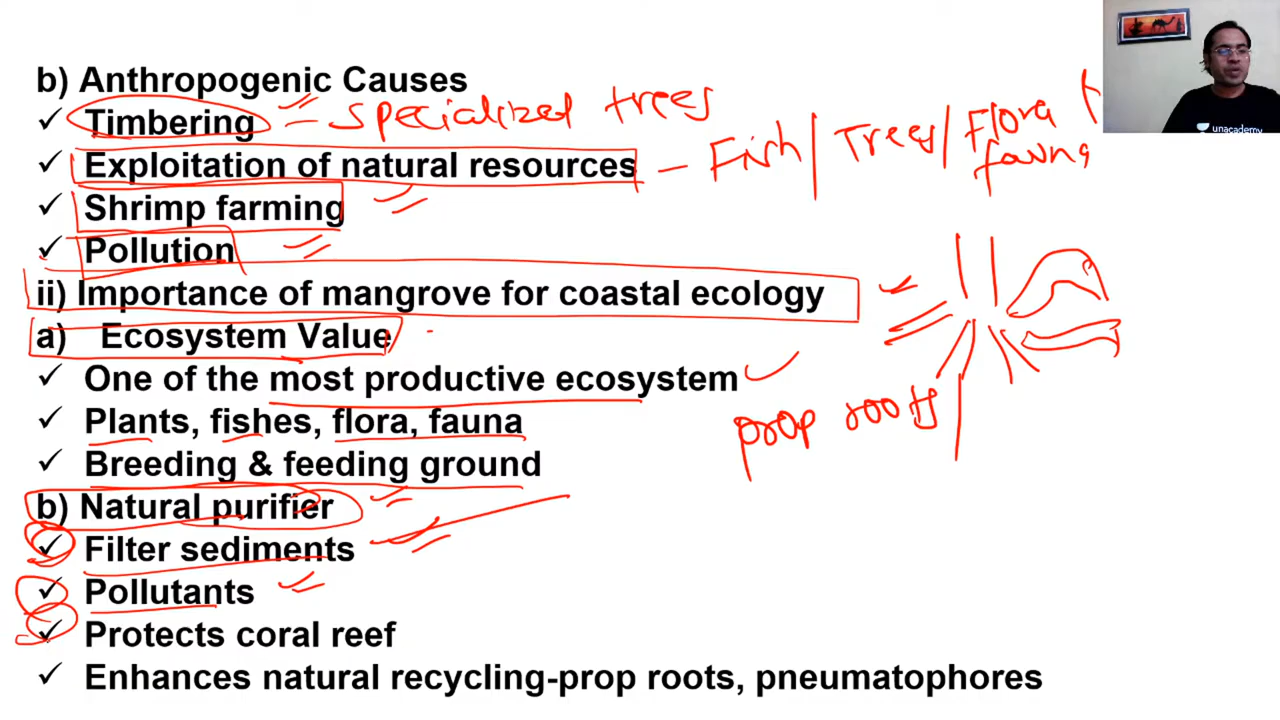 b) Anthropogenic Causes
✓ Timbering = specialized trees
✓ Exploitation of natural resources - Fish / Trees / Flora fauna
✓ Shrimp farming
✓ Pollution
ii) Importance of mangrove for coastal ecology
a) Ecosystem Value
✓ One of the most productive ecosystem
✓ Plants, fishes, flora, fauna
prop roots
✓ Breeding & feeding ground
b) Natural purifier
✓ Filter sediments
✓ Pollutants
✓ Protects coral reef
✓ Enhances natural recycling-prop roots, pneumatophores
unacademy